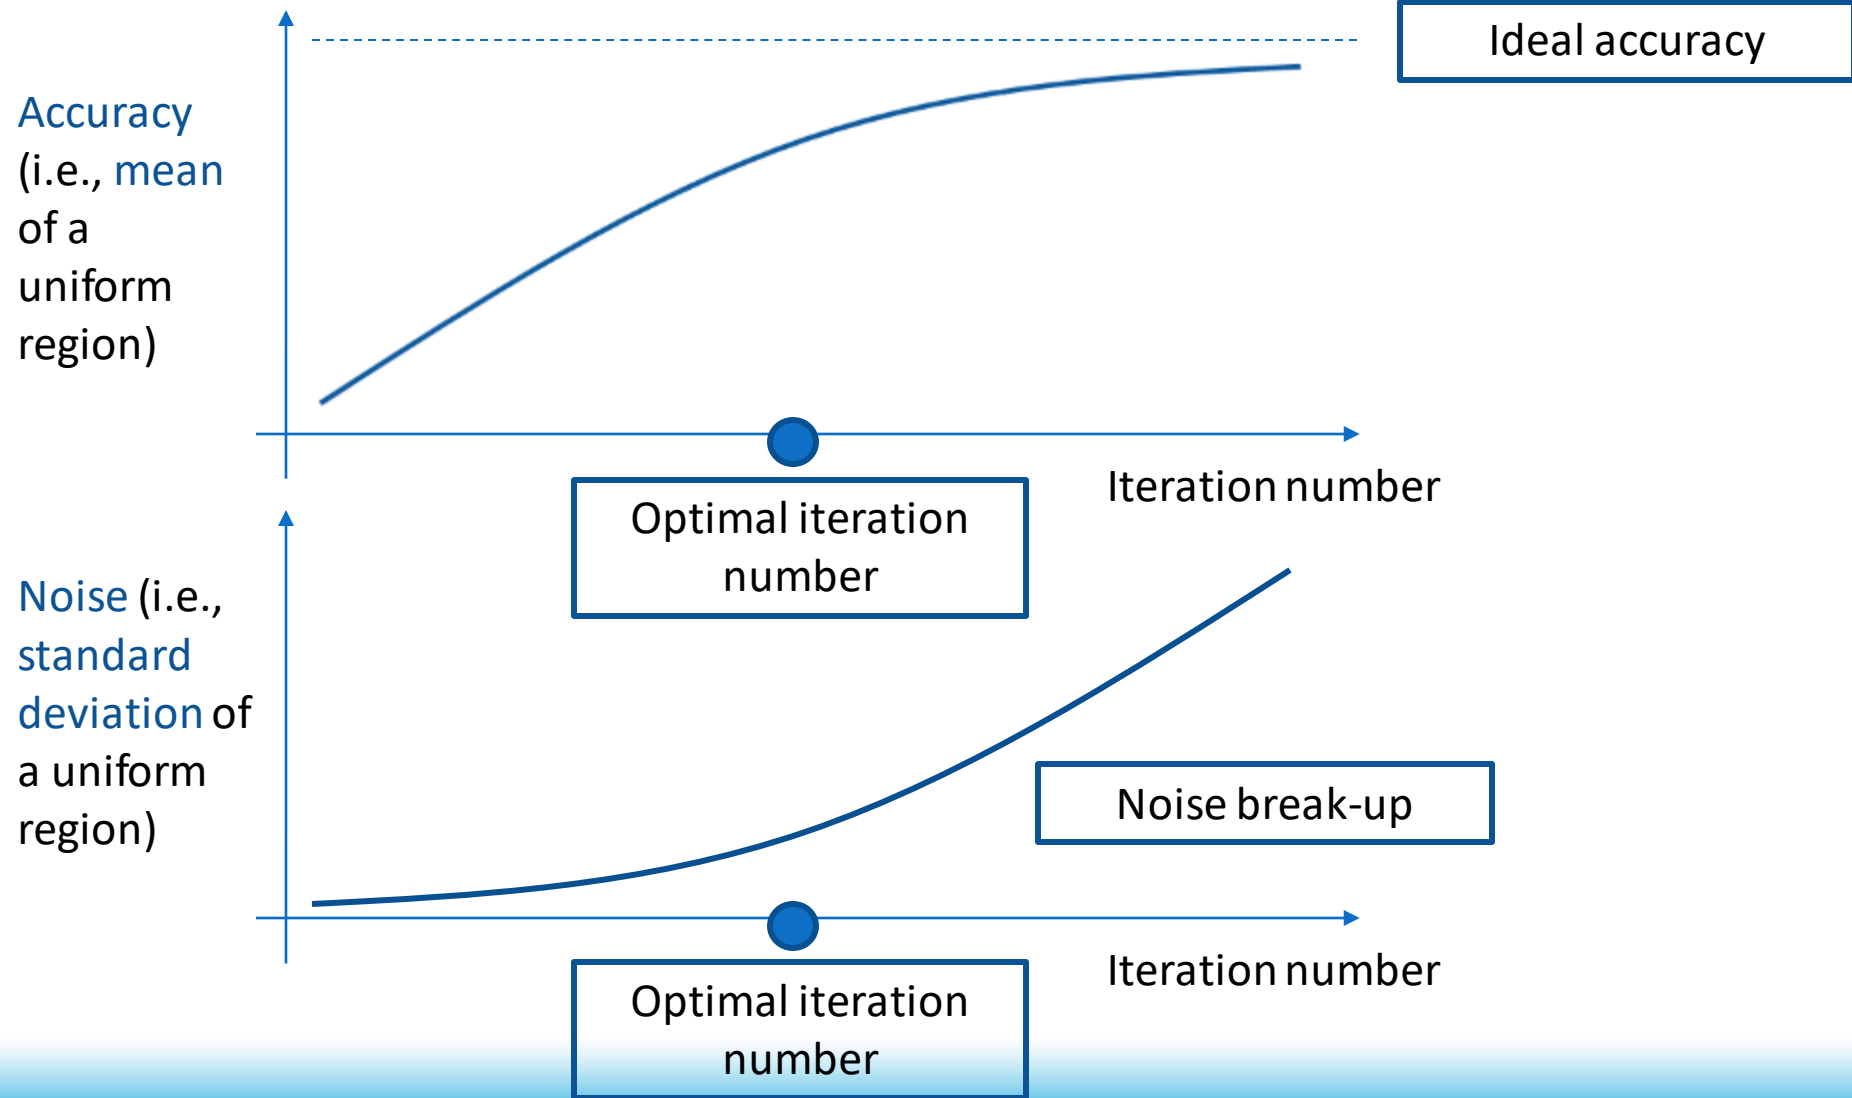 Ideal accuracy
Accuracy
(i.e., mean
of a
uniform
region)
Iteration number
Optimal iteration
number
Noise (i.e.,
standard
deviation of
a uniform
region)
Noise break-up
Iteration number
Optimal iteration
number